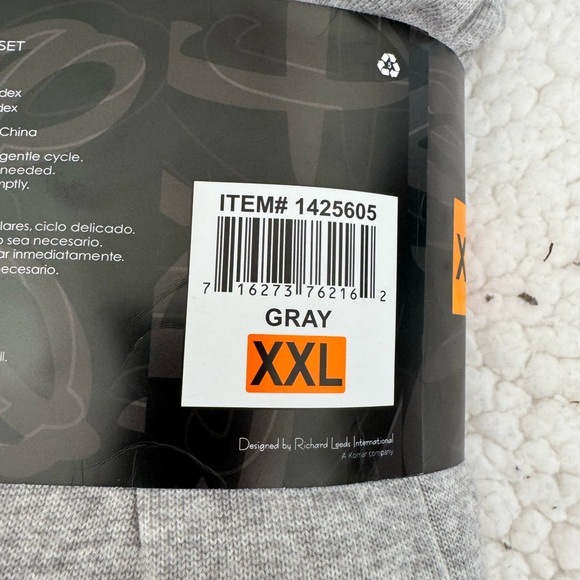 SET
dex
dex
China
gentle cycle.
needed.
mptly.
lares, ciclo delicado.
o sea necesario.
ar inmediatamente.
ecesario.
ll.
ITEM# 1425605
7 16273 76216 2
GRAY
XXL
X
Designed by Richard Leeds International
A Komar company